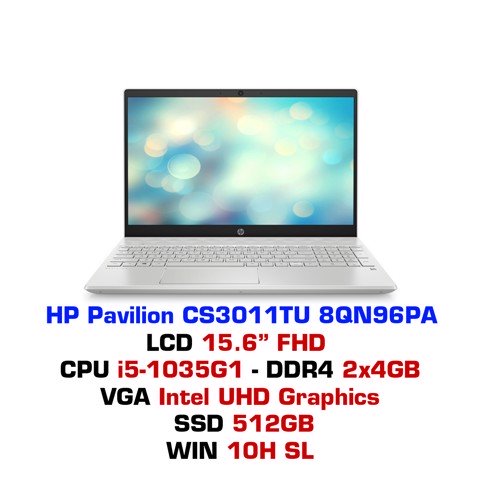 hp
HP Pavilion CS3011TU 8QN96PA
LCD 15.6” FHD
CPU i5-1035G1 - DDR4 2x4GB
VGA Intel UHD Graphics
SSD 512GB
WIN 10H SL